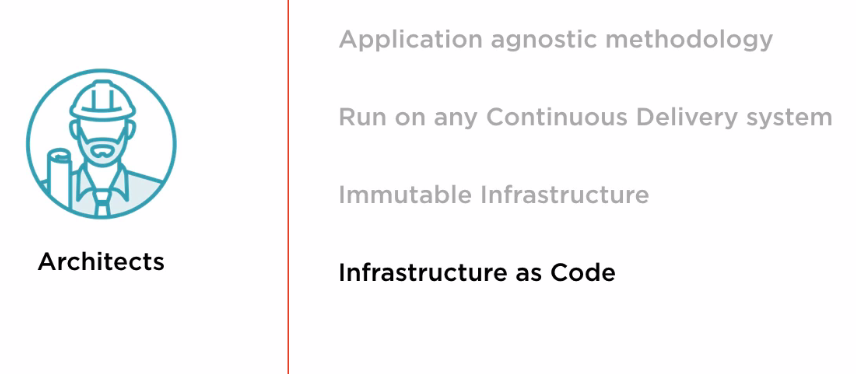 Application agnostic methodology
Run on any Continuous Delivery system
Immutable Infrastructure
Architects
Infrastructure as Code